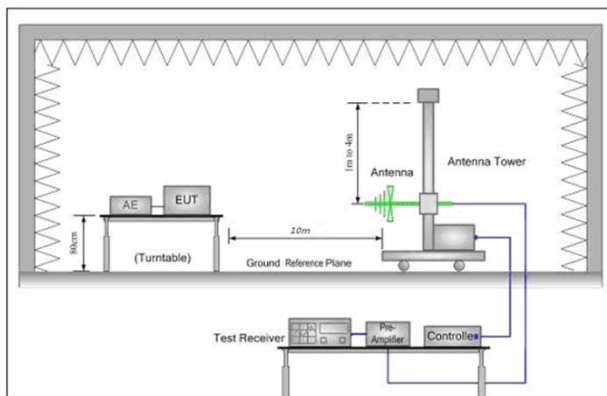 1m to 4m
Antenna
Antenna Tower
AE
EUT
80cm
(Turntable)
10m
Ground Reference Plane
Test Receiver
Pre-
Amplifier
Controller